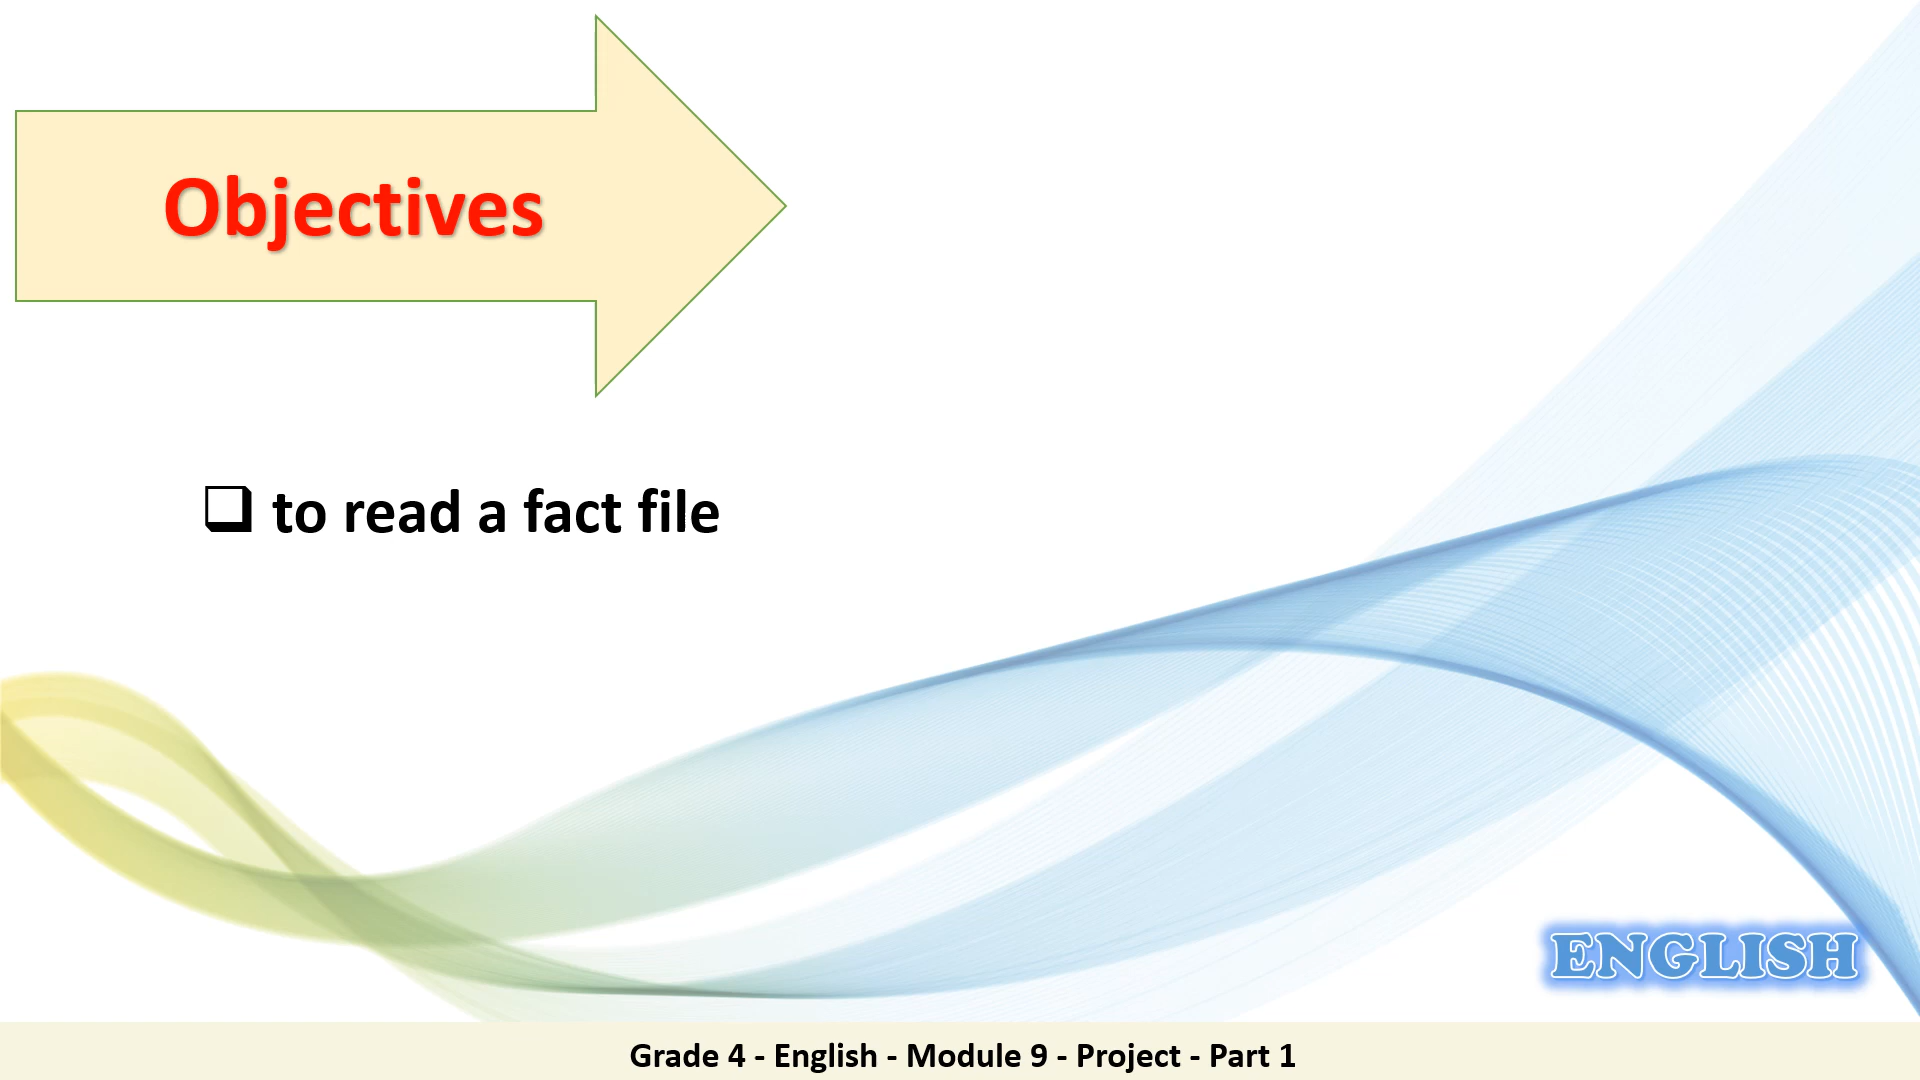 Objectives
❑ to read a fact file
ENGLISH
Grade 4 - English - Module 9 - Project - Part 1